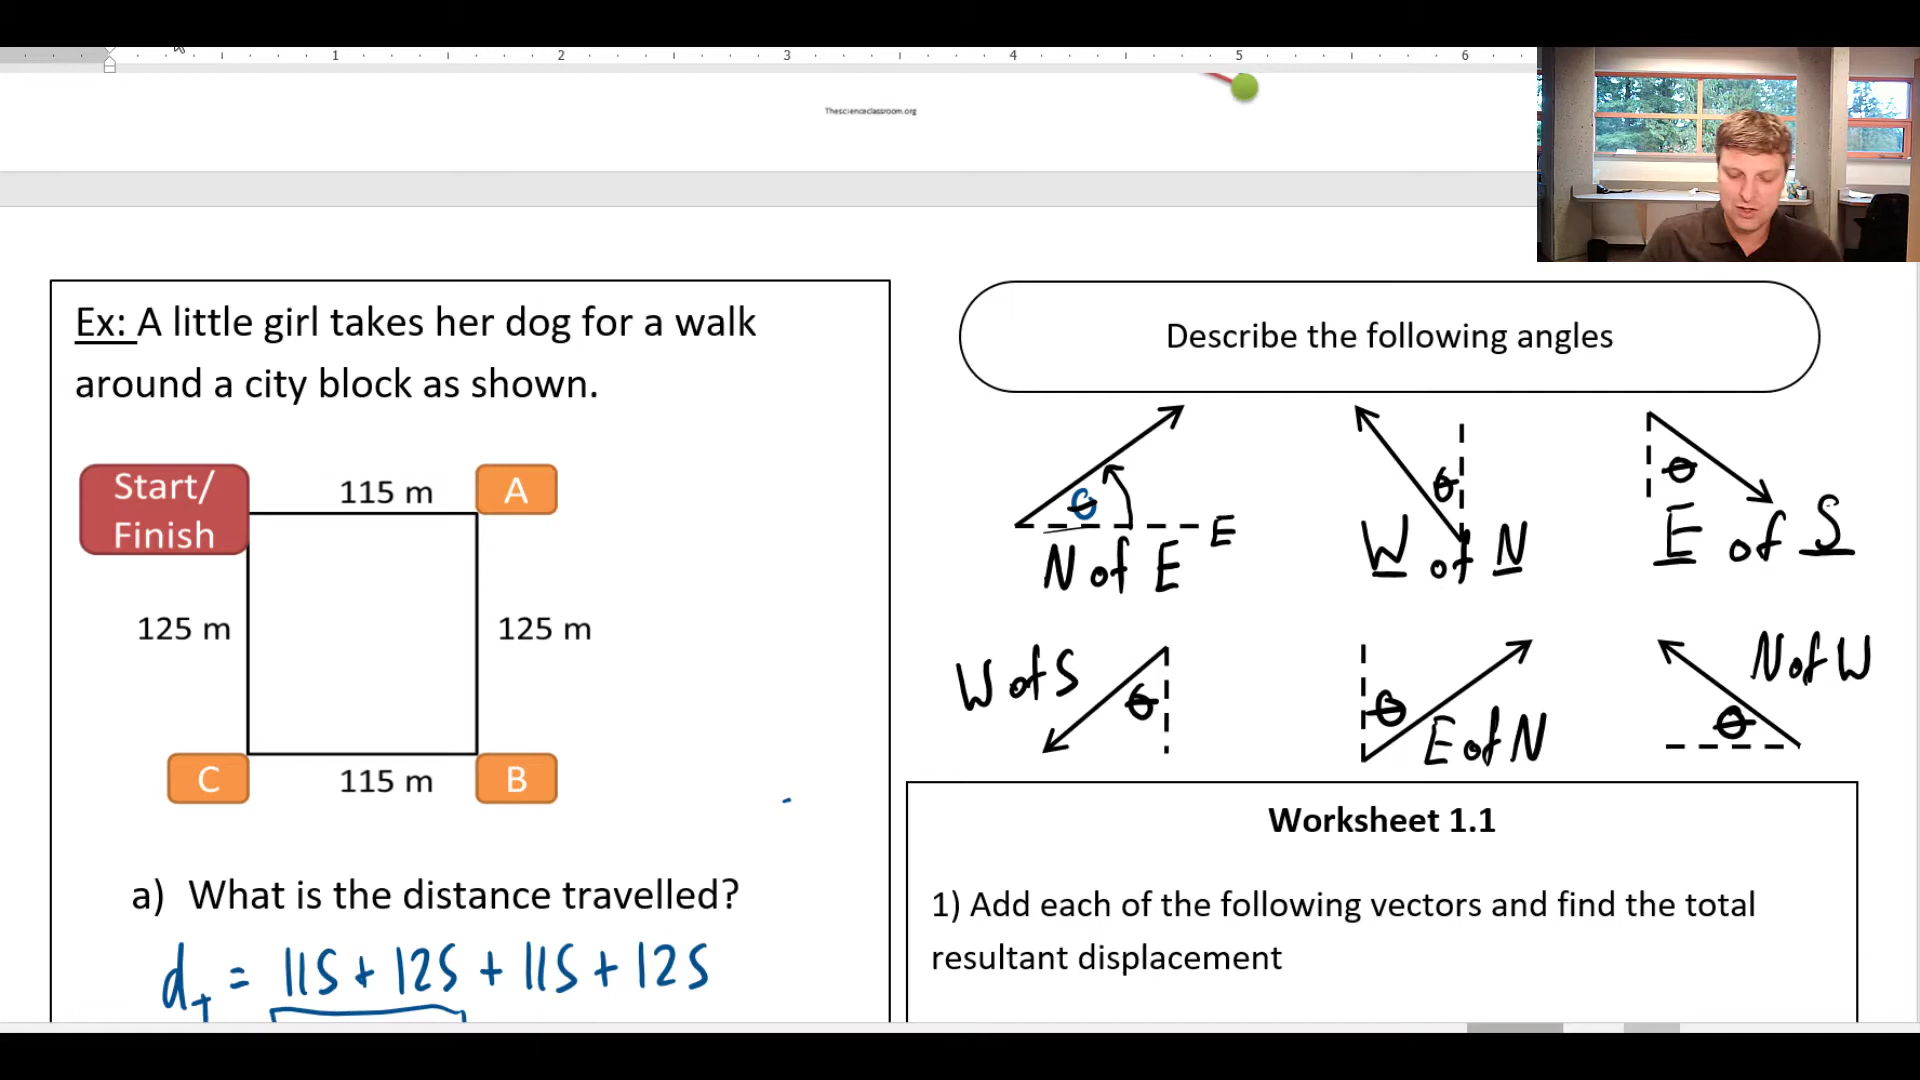 1 2 3 4 5 6
Thescienceclassroom.org
Ex: A little girl takes her dog for a walk
around a city block as shown.
Start/
Finish
115 m
A
125 m
125 m
C
115 m
B
a) What is the distance travelled?
dT = 115 + 125 + 115 + 125
Describe the following angles
θ
E
N of E
θ
W of N
θ
E of S
W of S
θ
θ
E of N
N of W
θ
Worksheet 1.1
1) Add each of the following vectors and find the total
resultant displacement